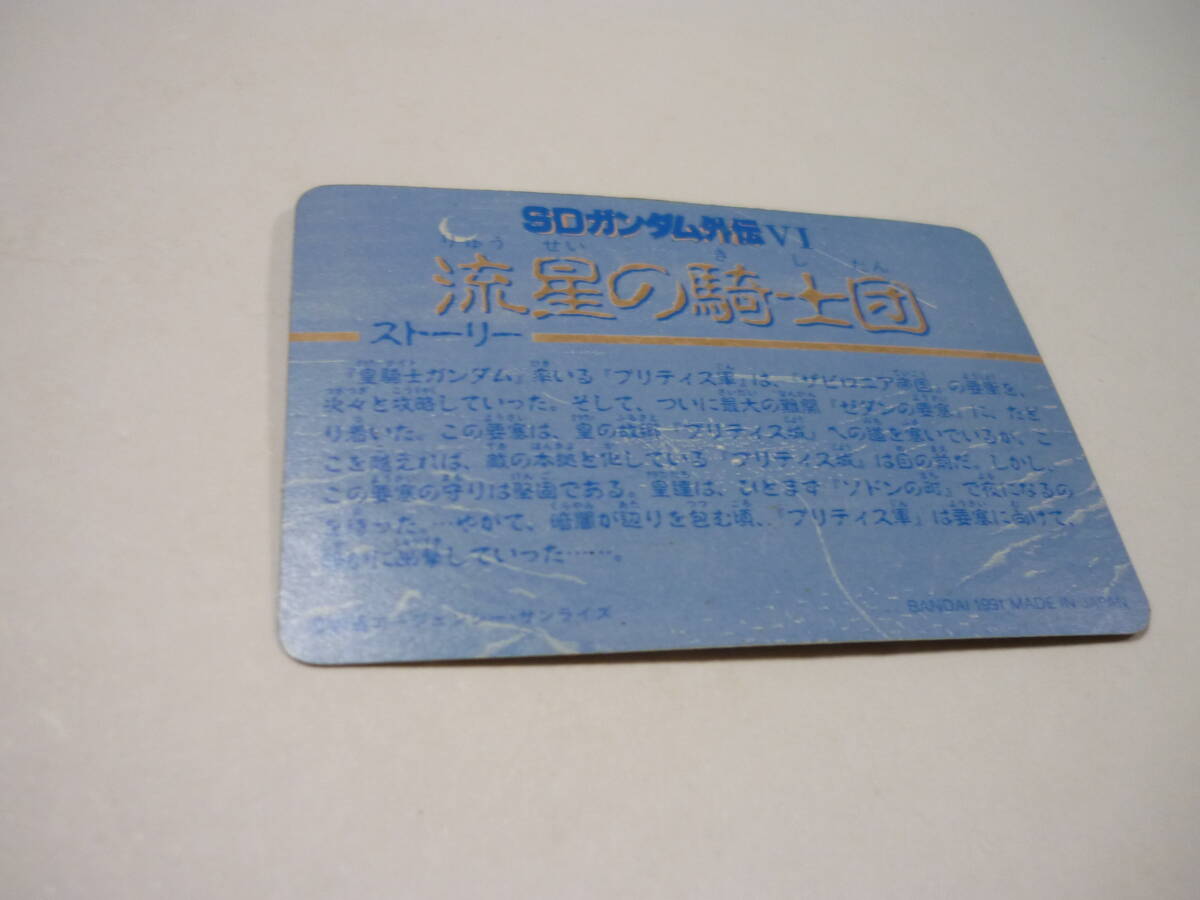 SDガンダム外伝VI
りゅう せい き し だん
流星の騎士団
ストーリー
『皇騎士ガンダム』率いる『ブリティス軍』は、『ザビロニア帝国』の要塞を、
次々と攻略していった。そして、ついに最大の難関『ゼダンの要塞』に、たど
り着いた。この要塞は、皇の故郷『ブリティス城』への道を塞いでいるが、こ
こを越えれば、敵の本拠と化している『ブリティス城』は目の前だ。しかし、
この要塞の守りは堅固である。皇達は、ひとまず『ソドンの町』で夜になるの
を待った。…やがて、暗闇が辺りを包む頃、『ブリティス軍』は要塞に向けて、
に出撃していった……。
エージェンシー・サンライズ
BANDAI 1991 MADE IN JAPAN